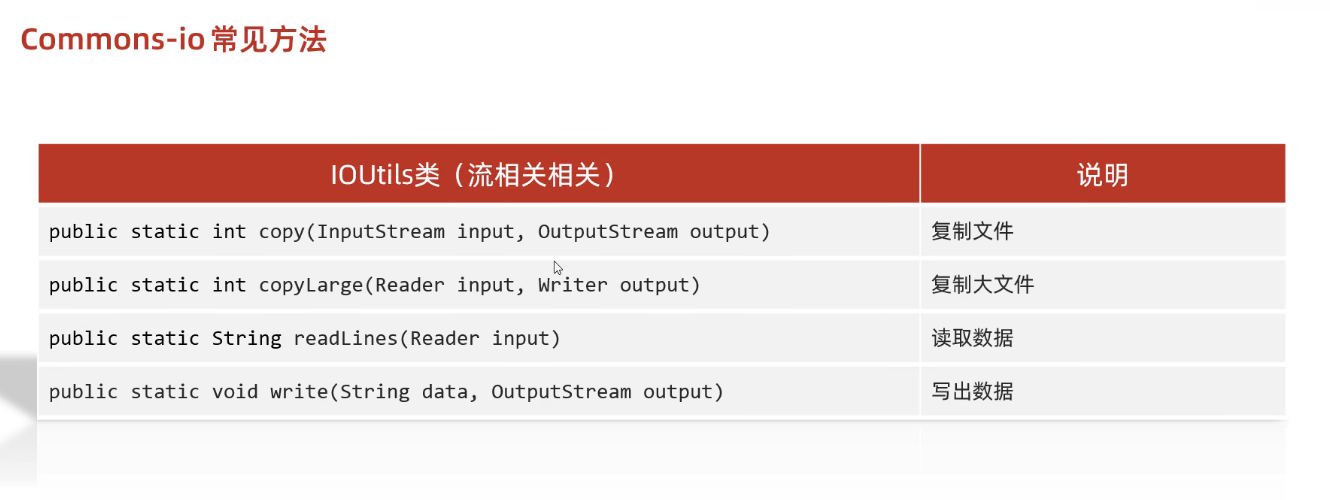 Commons-io 常见方法
IOUtils类（流相关相关） 说明
public static int copy(InputStream input, OutputStream output) 复制文件
public static int copyLarge(Reader input, Writer output) 复制大文件
public static String readLines(Reader input) 读取数据
public static void write(String data, OutputStream output) 写出数据